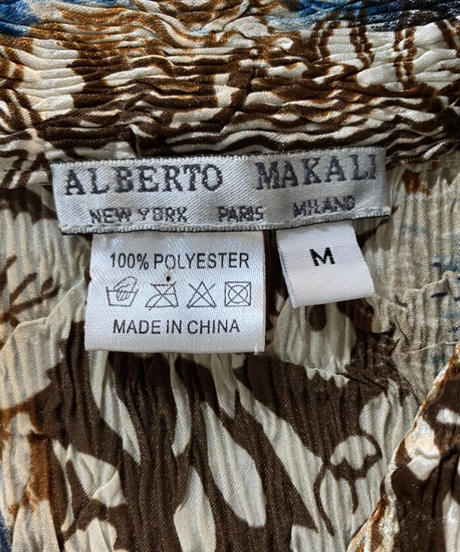 ALBERTO MAKALI
NEW YORK PARIS MILANO
100% POLYESTER
MADE IN CHINA
M